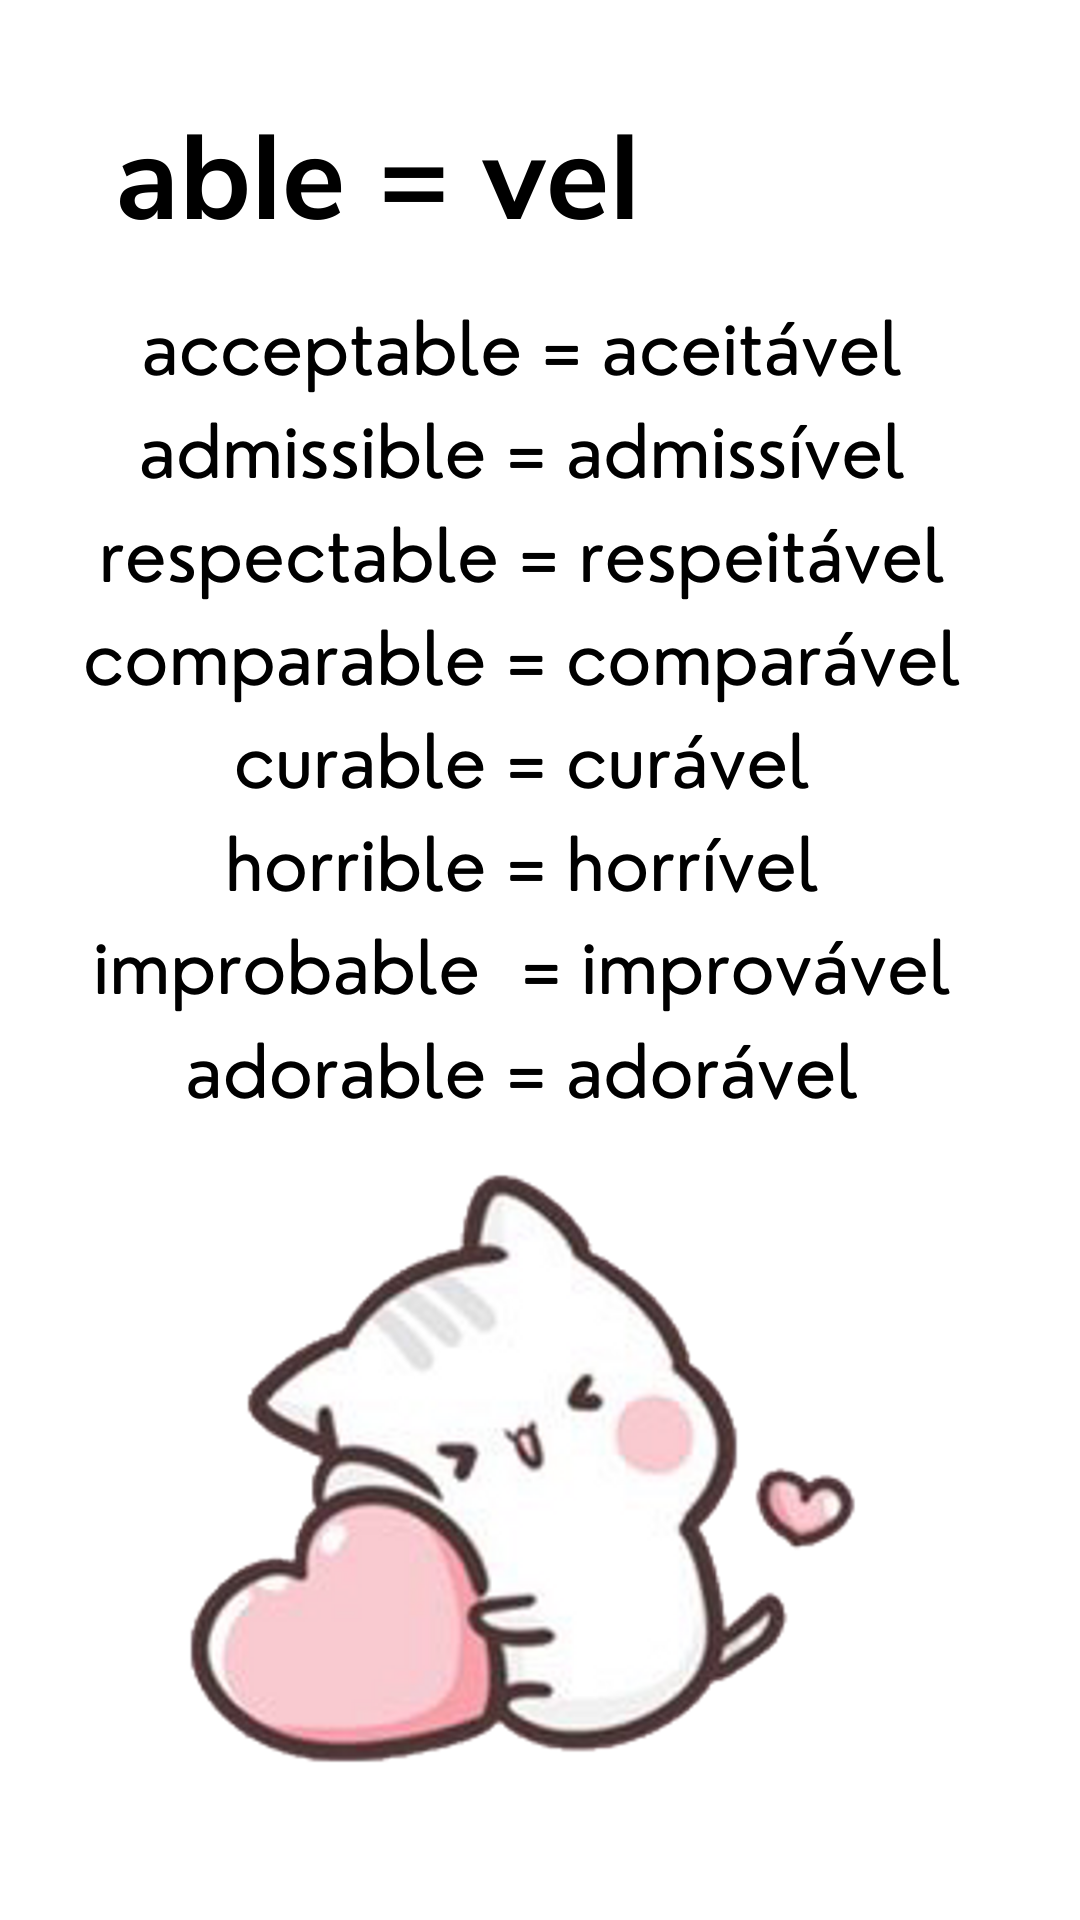 able = vel
acceptable = aceitável
admissible = admissível
respectable = respeitável
comparable = comparável
curable = curável
horrible = horrível
improbable  = improvável
adorable = adorável